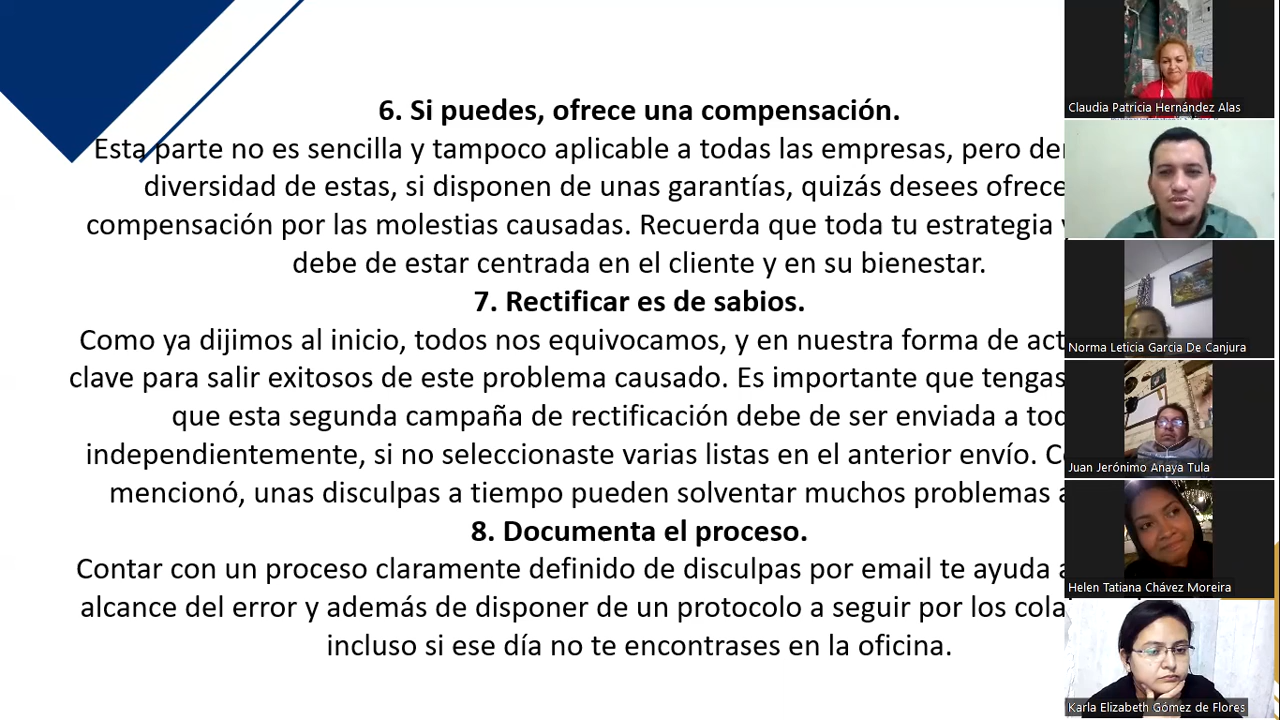 6. Si puedes, ofrece una compensación.
Esta parte no es sencilla y tampoco aplicable a todas las empresas, pero
diversidad de estas, si disponen de unas garantías, quizás desees
compensación por las molestias causadas. Recuerda que toda tu estrategia
debe de estar centrada en el cliente y en su bienestar.
7. Rectificar es de sabios.
Como ya dijimos al inicio, todos nos equivocamos, y en nuestra forma de
clave para salir exitosos de este problema causado. Es importante que tengas
que esta segunda campaña de rectificación debe de ser enviada a
independientemente, si no seleccionaste varias listas en el anterior envío.
mencionó, unas disculpas a tiempo pueden solventar muchos problemas
8. Documenta el proceso.
Contar con un proceso claramente definido de disculpas por email te ayuda
alcance del error y además de disponer de un protocolo a seguir por los
incluso si ese día no te encontrases en la oficina.
Claudia Patricia Hernández Alas
Norma Leticia Garcia De Canjura
Juan Jerónimo Anaya Tula
Helen Tatiana Chávez Moreira
Karla Elizabeth Gómez de Flores